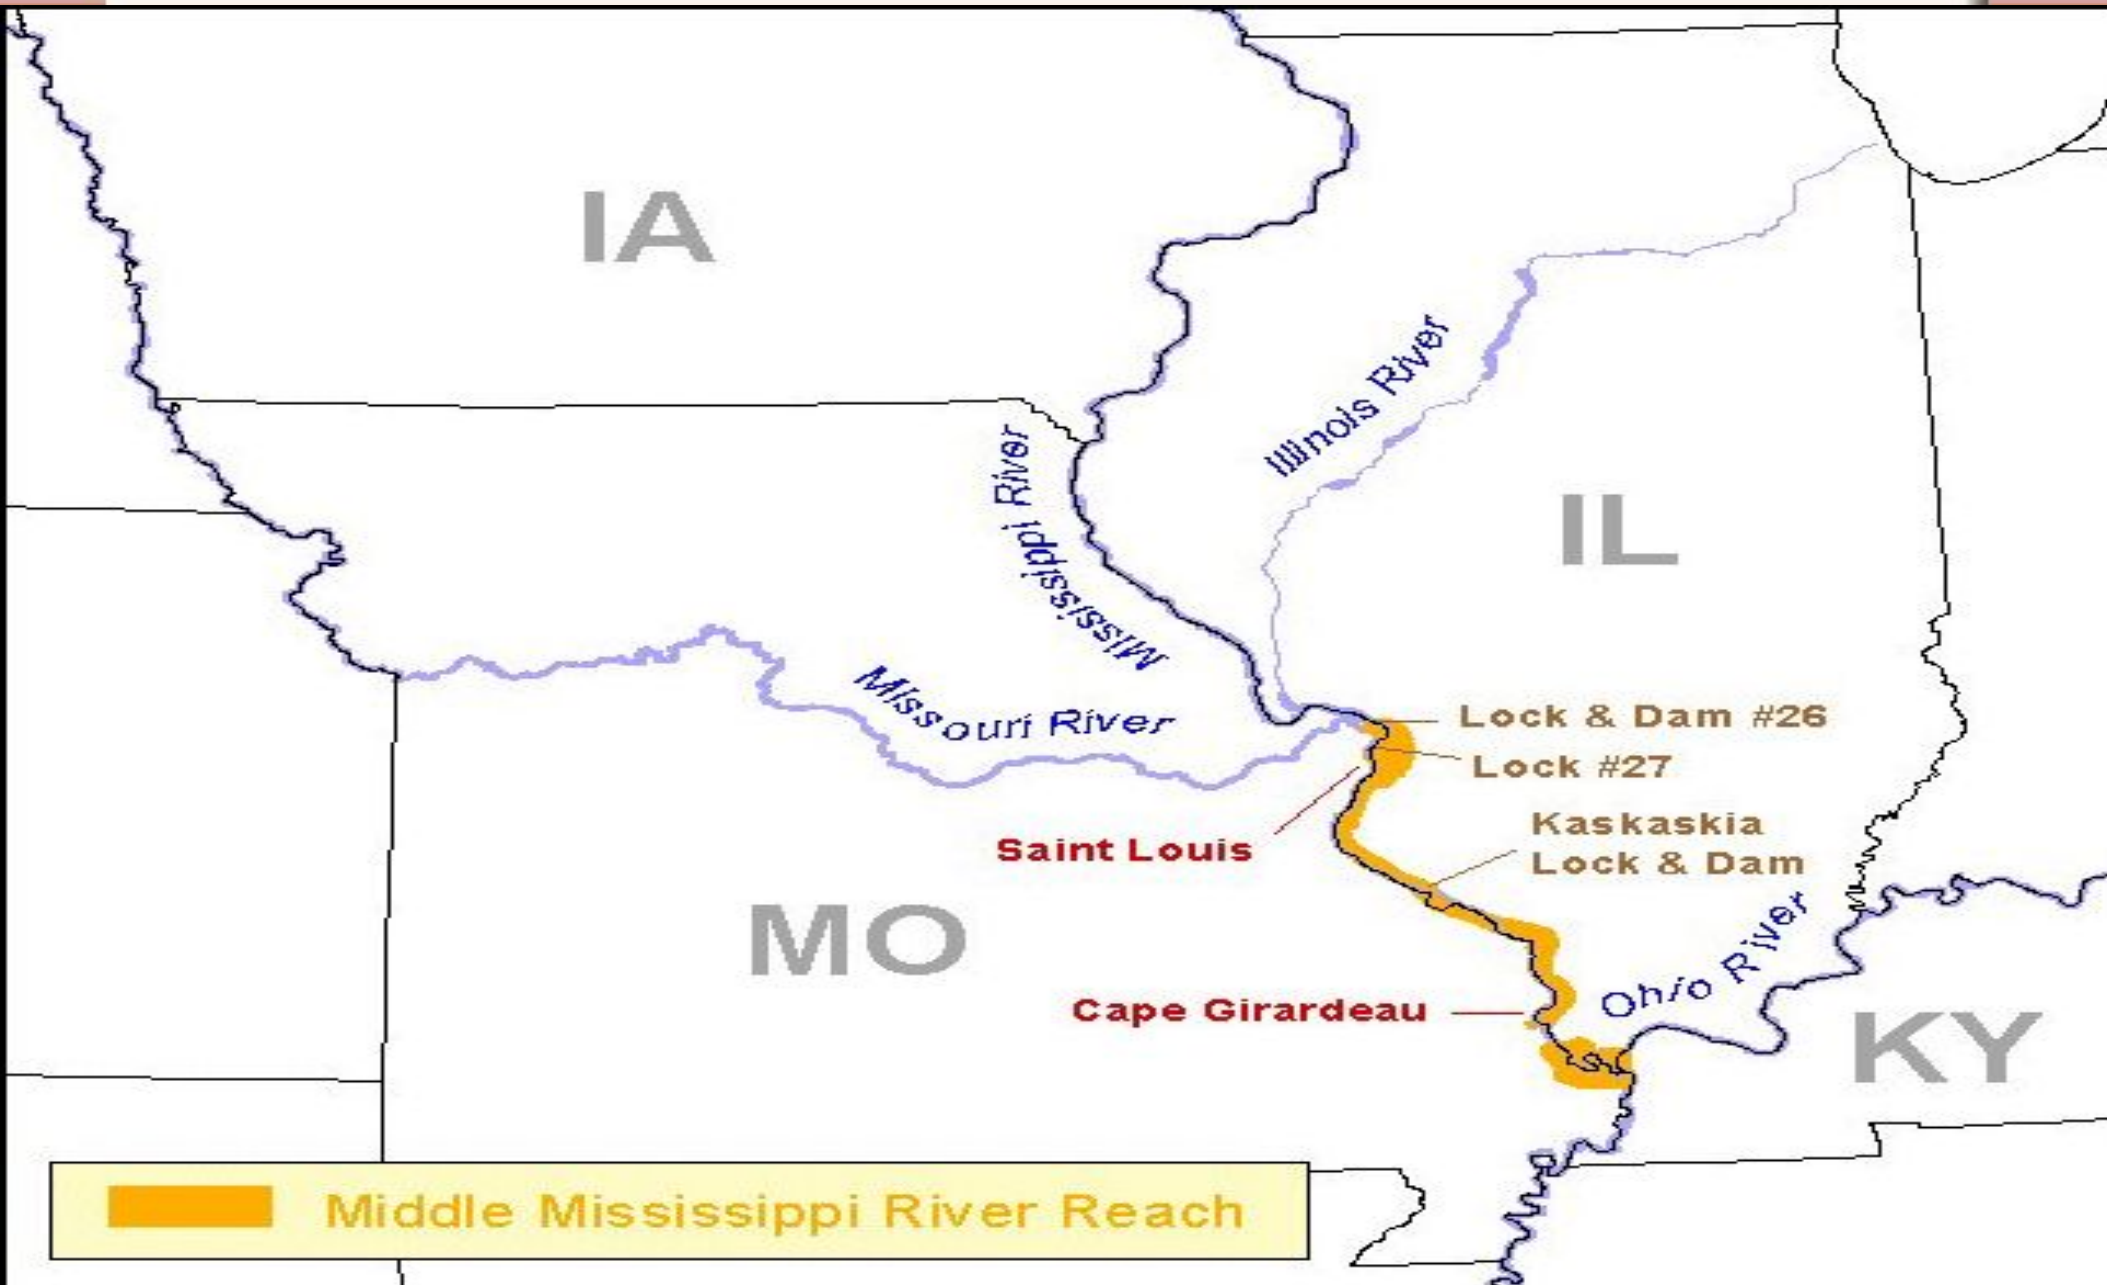 IA
Illinois River
Mississippi River
IL
Missouri River
Lock & Dam #26
Lock #27
Saint Louis
Kaskaskia
Lock & Dam
MO
Ohio River
Cape Girardeau
KY
Middle Mississippi River Reach